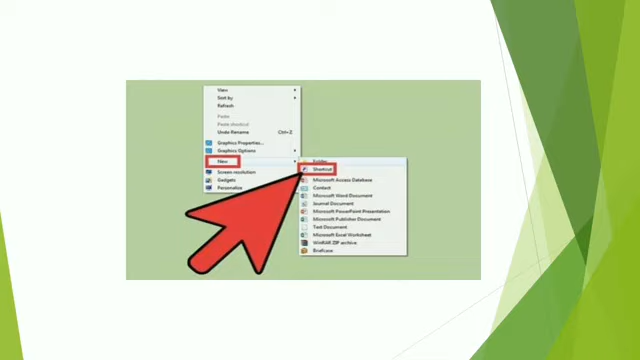 View
Sort by
Refresh
Paste
Paste shortcut
Undo Rename Ctrl+Z
Graphics Properties...
Graphics Options
New
Screen resolution
Gadgets
Personalize
Folder
Shortcut
Microsoft Access Database
Contact
Microsoft Word Document
Journal Document
Microsoft PowerPoint Presentation
Microsoft Publisher Document
Text Document
Microsoft Excel Worksheet
WinRAR ZIP archive
Briefcase